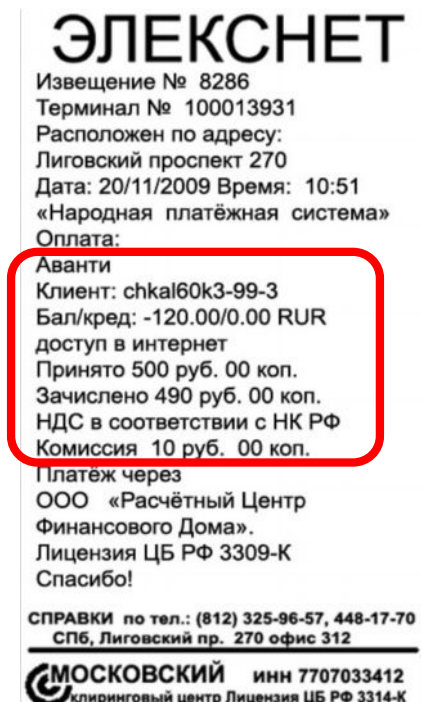 ЭЛЕКСНЕТ
Извещение № 8286
Терминал № 100013931
Расположен по адресу:
Лиговский проспект 270
Дата: 20/11/2009 Время: 10:51
«Народная платёжная система»
Оплата:
Аванти
Клиент: chkal60k3-99-3
Бал/кред: -120.00/0.00 RUR
доступ в интернет
Принято 500 руб. 00 коп.
Зачислено 490 руб. 00 коп.
НДС в соответствии с НК РФ
Комиссия 10 руб. 00 коп.
Платёж через
ООО «Расчётный Центр
Финансового Дома».
Лицензия ЦБ РФ 3309-К
Спасибо!
СПРАВКИ по тел.: (812) 325-96-57, 448-17-70
СПб, Лиговский пр. 270 офис 312
МОСКОВСКИЙ ИНН 7707033412
клиринговый центр Лицензия ЦБ РФ 3314-К